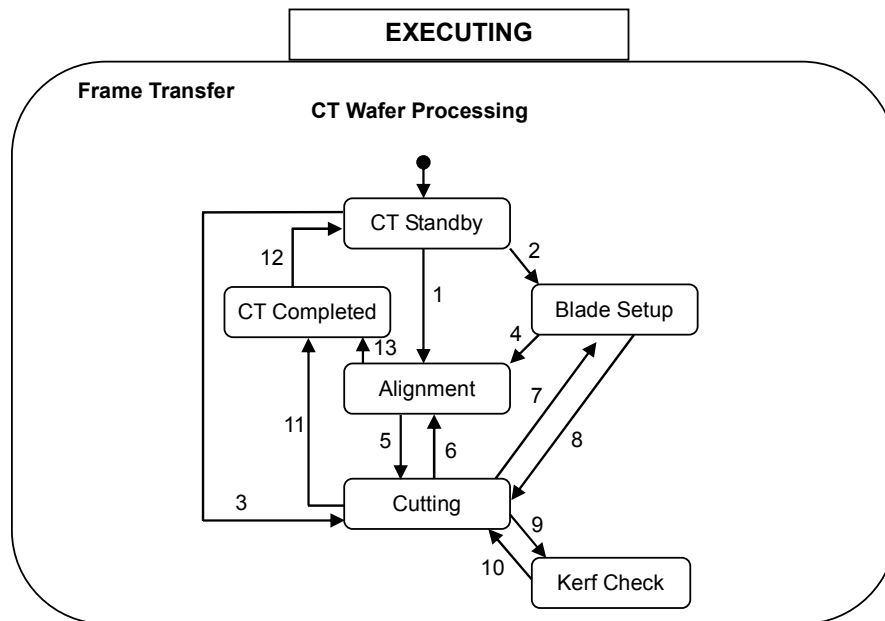 EXECUTING
Frame Transfer
CT Wafer Processing
CT Standby
12
2
1
CT Completed
Blade Setup
4
13
Alignment
7
11
5
6
8
3
Cutting
9
10
Kerf Check